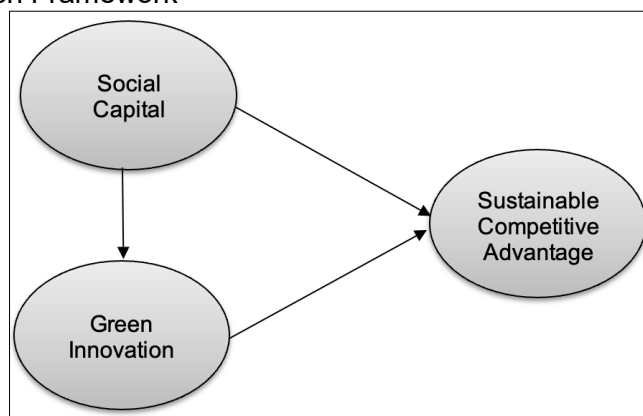 Framework
Social
Capital
Sustainable
Competitive
Advantage
Green
Innovation